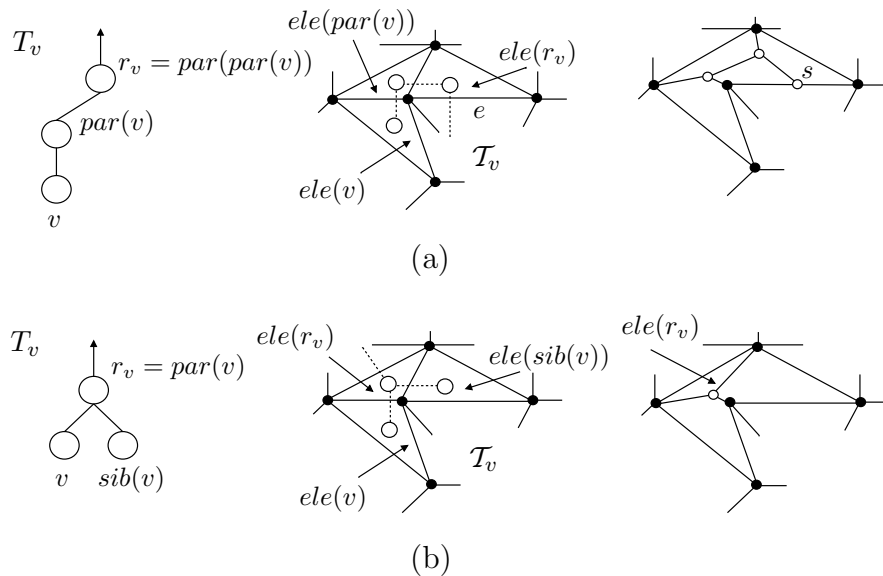 ele(par(v))
T_v
ele(r_v)
r_v = par(par(v))
s
par(v)
e
𝒯_v
ele(v)
v
(a)
ele(r_v)
T_v
ele(r_v)
ele(sib(v))
r_v = par(v)
𝒯_v
v
sib(v)
ele(v)
(b)